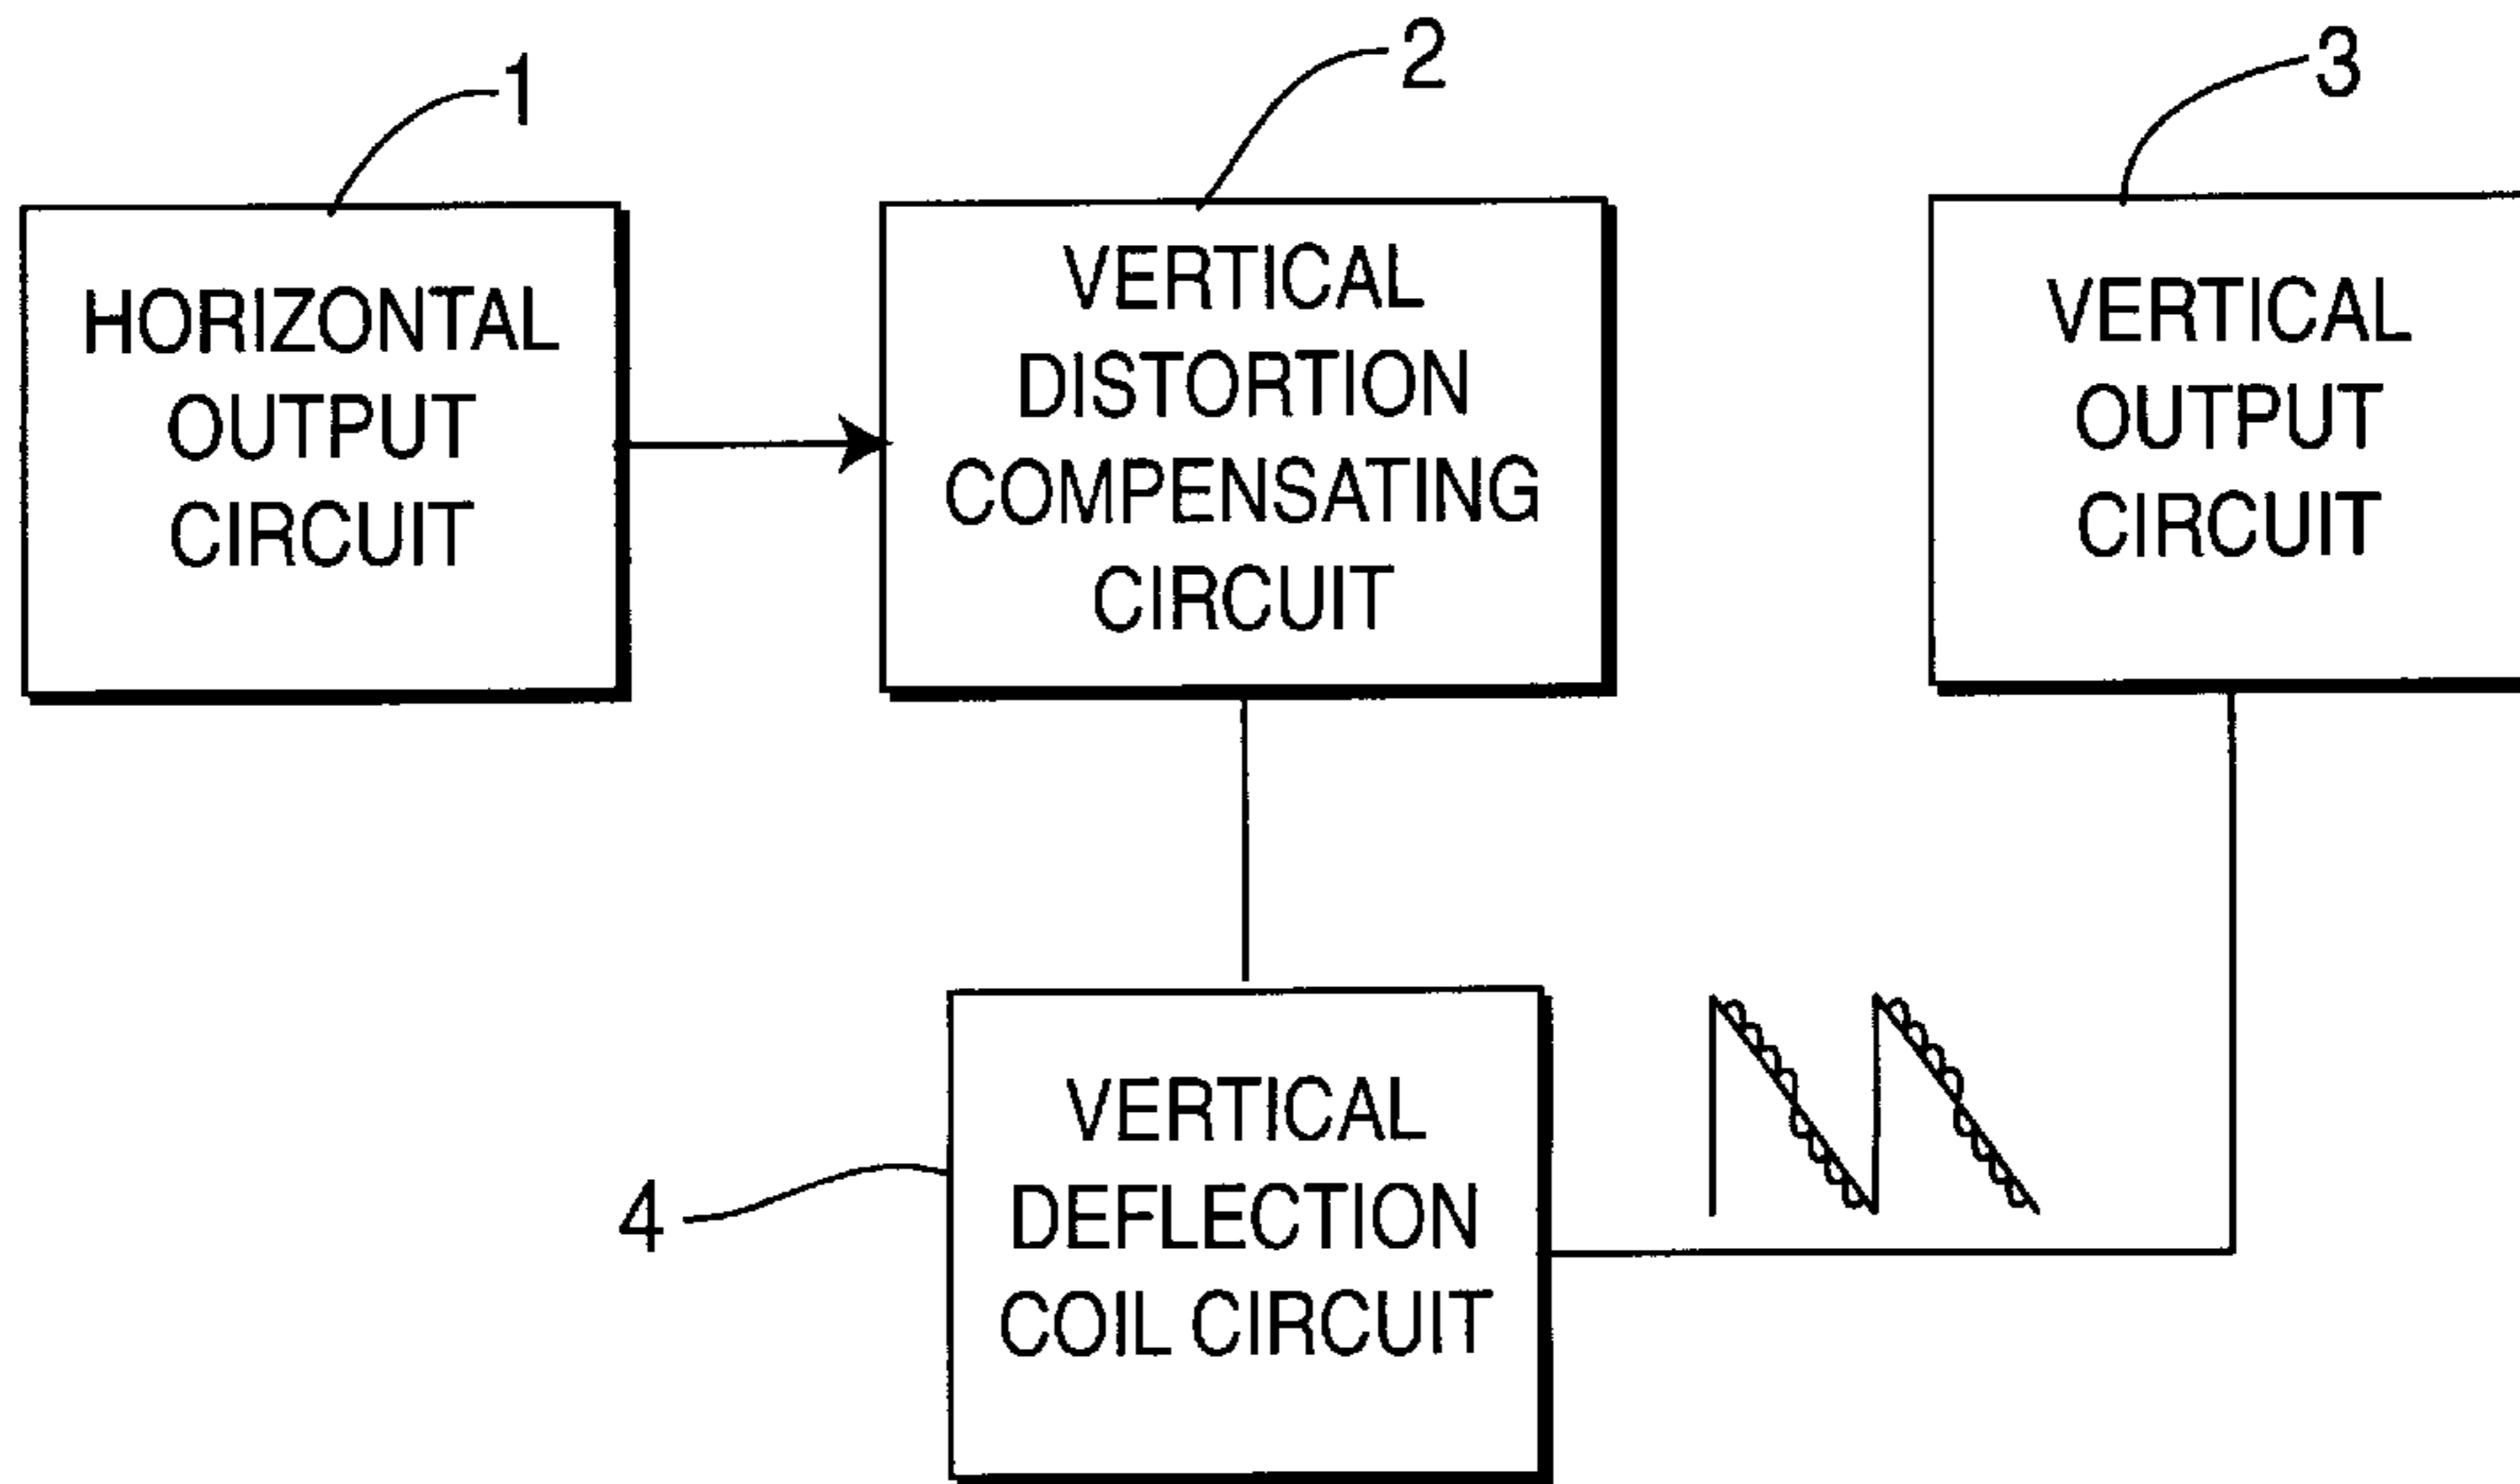 1
2
3
HORIZONTAL
OUTPUT
CIRCUIT
VERTICAL
DISTORTION
COMPENSATING
CIRCUIT
VERTICAL
OUTPUT
CIRCUIT
4
VERTICAL
DEFLECTION
COIL CIRCUIT